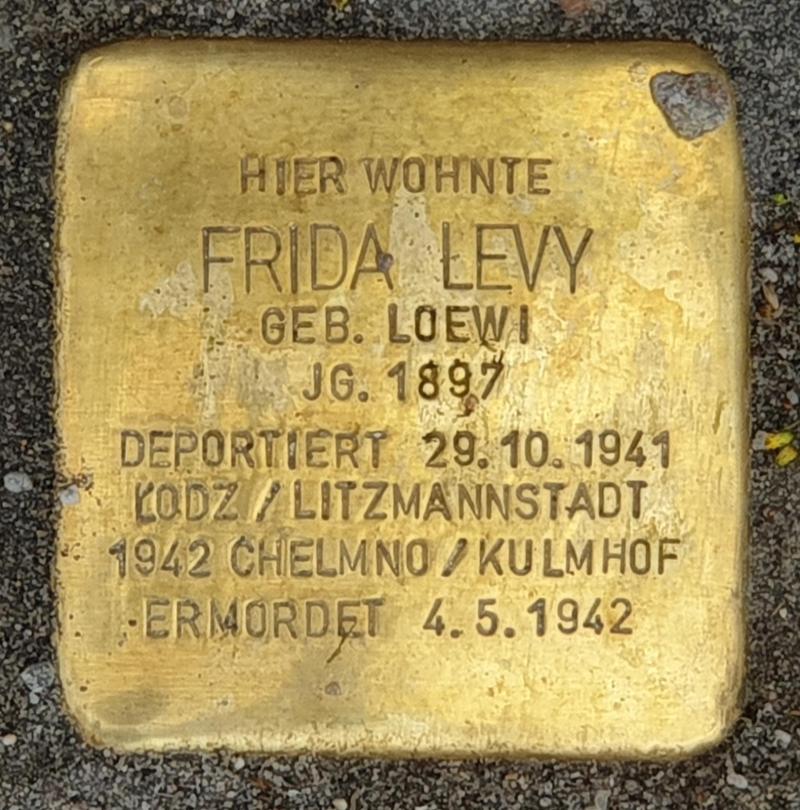 HIER WOHNTE
FRIDA LEVY
GEB. LOEWI
JG. 1897
DEPORTIERT 29.10.1941
ŁODZ / LITZMANNSTADT
1942 CHELMNO / KULMHOF
ERMORDET 4.5.1942